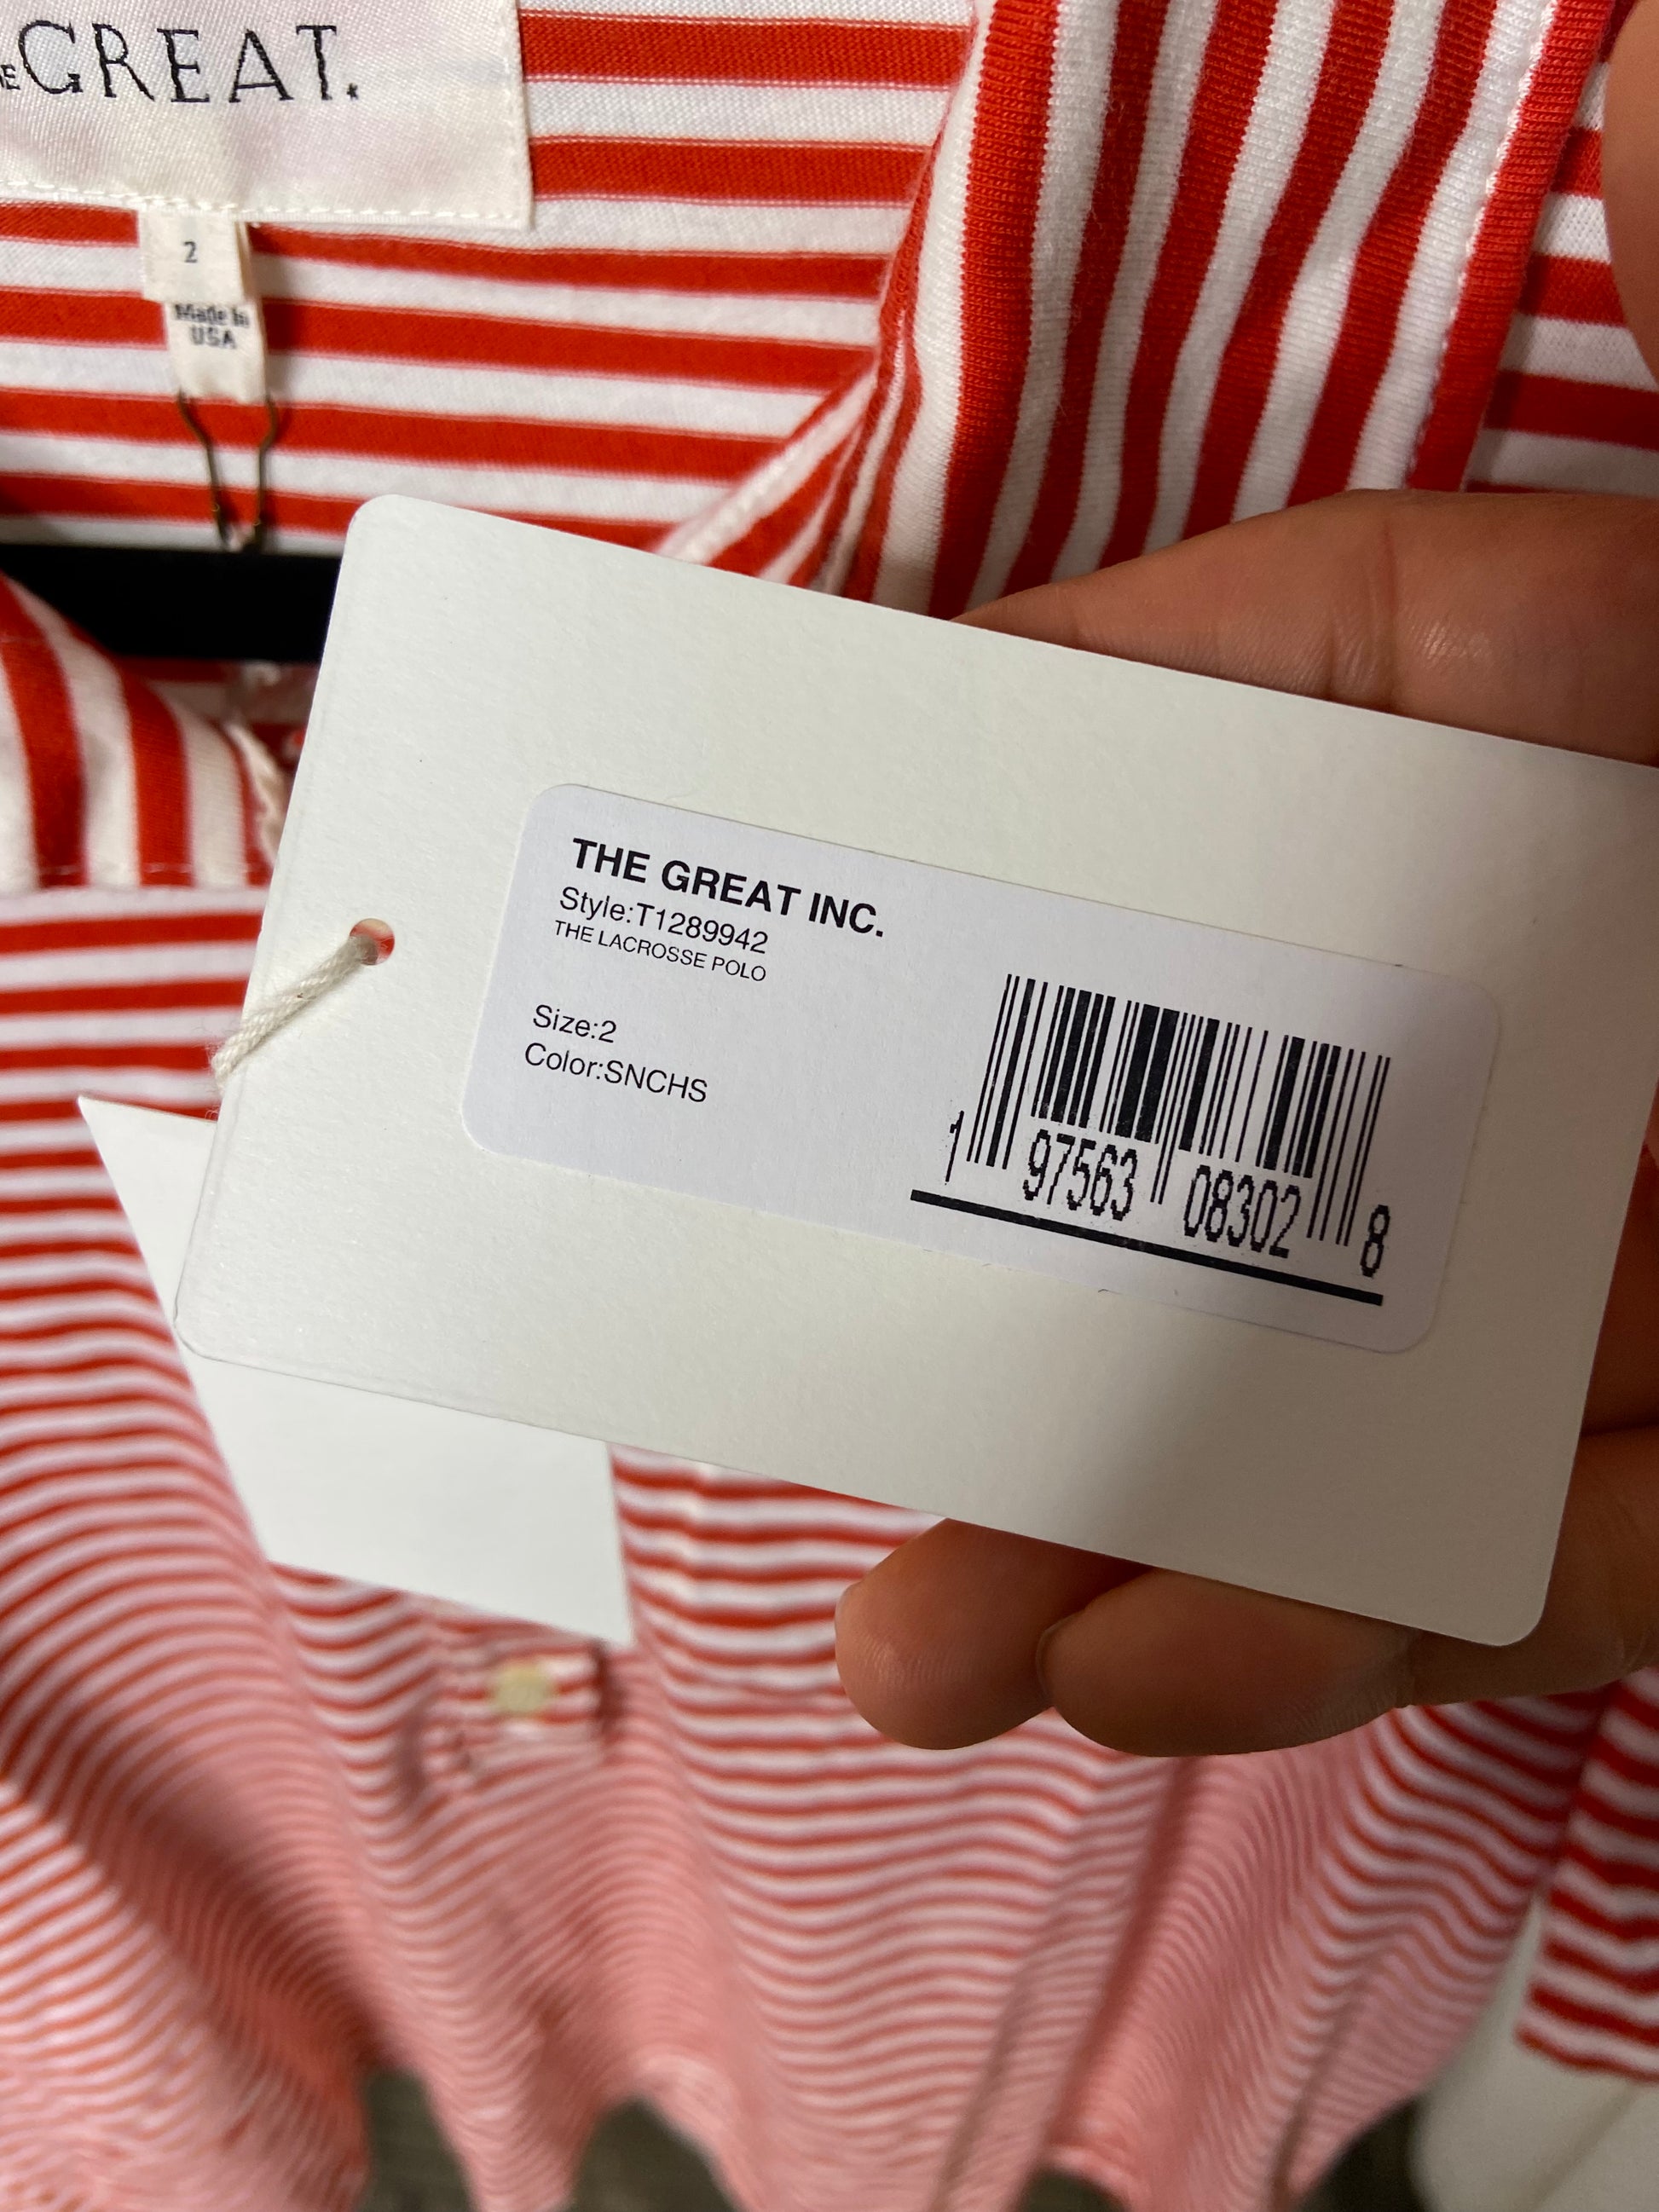 GREAT.
2
Made in
USA
THE GREAT INC.
Style:T1289942
THE LACROSSE POLO
Size:2
Color:SNCHS
1 97563 08302 8